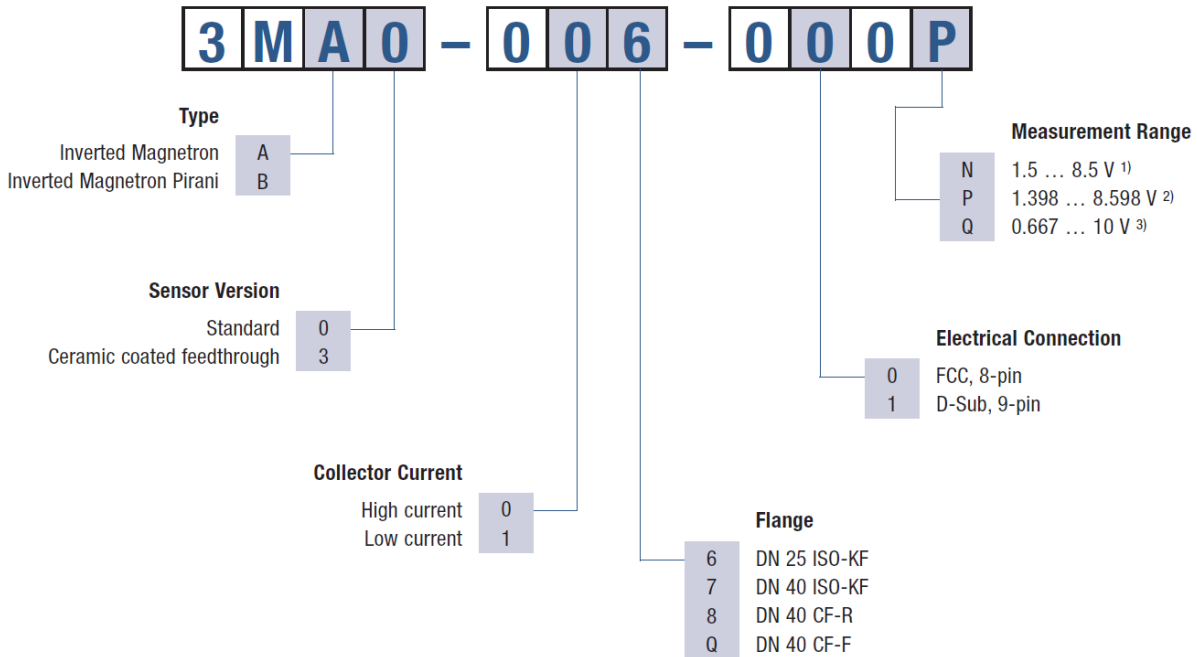 3MA0-006-000P
Type
Inverted Magnetron A
Inverted Magnetron Pirani B
Measurement Range
N 1.5 … 8.5 V 1)
P 1.398 … 8.598 V 2)
Q 0.667 … 10 V 3)
Sensor Version
Standard 0
Ceramic coated feedthrough 3
Electrical Connection
0 FCC, 8-pin
1 D-Sub, 9-pin
Collector Current
High current 0
Low current 1
Flange
6 DN 25 ISO-KF
7 DN 40 ISO-KF
8 DN 40 CF-R
Q DN 40 CF-F